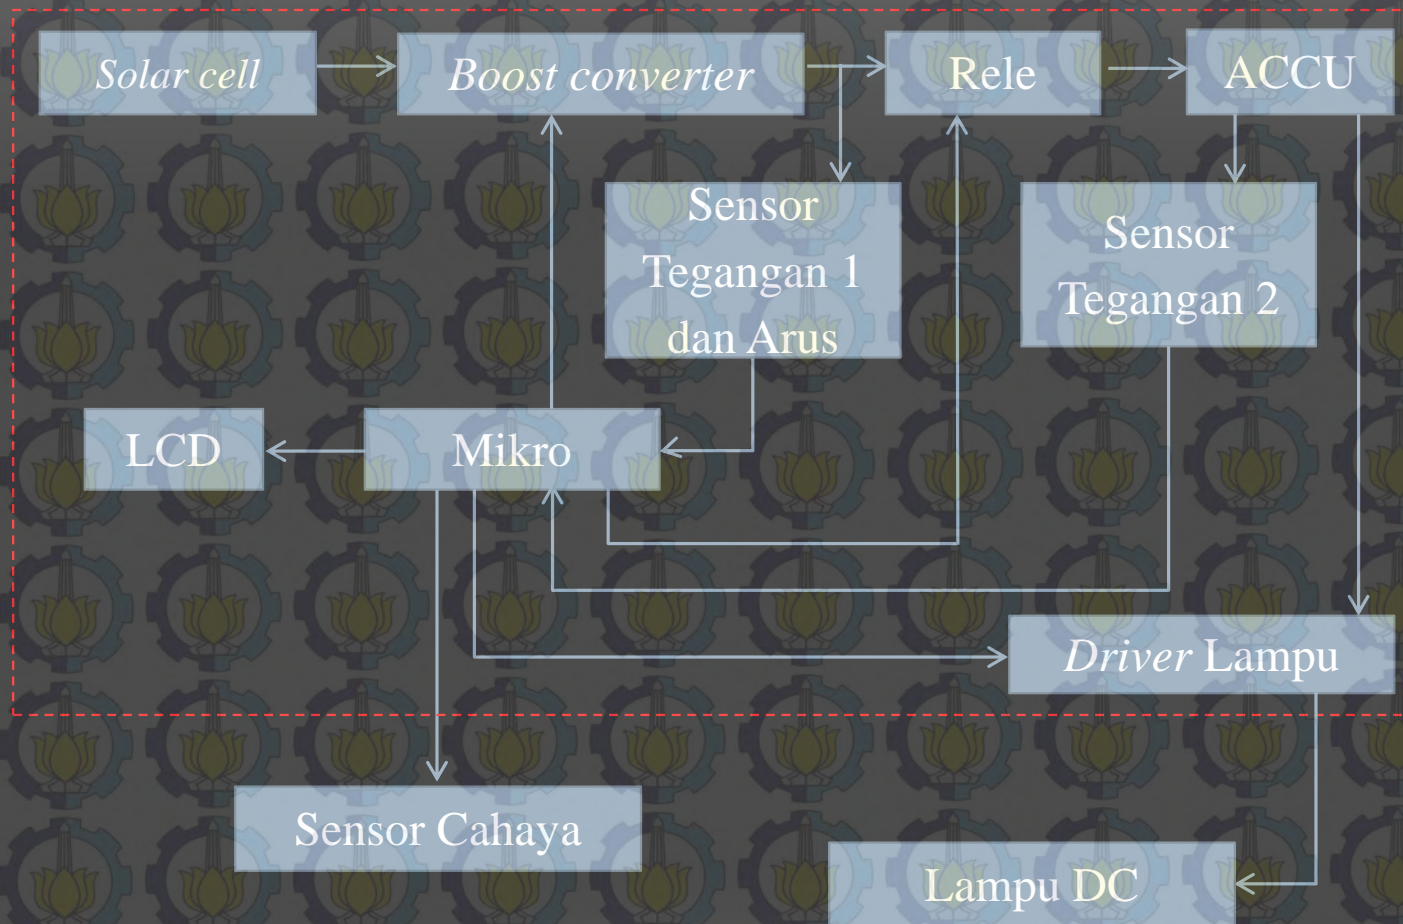 Solar cell
Boost converter
Rele
ACCU
Sensor
Tegangan 1
dan Arus
Sensor
Tegangan 2
LCD
Mikro
Driver Lampu
Sensor Cahaya
Lampu DC